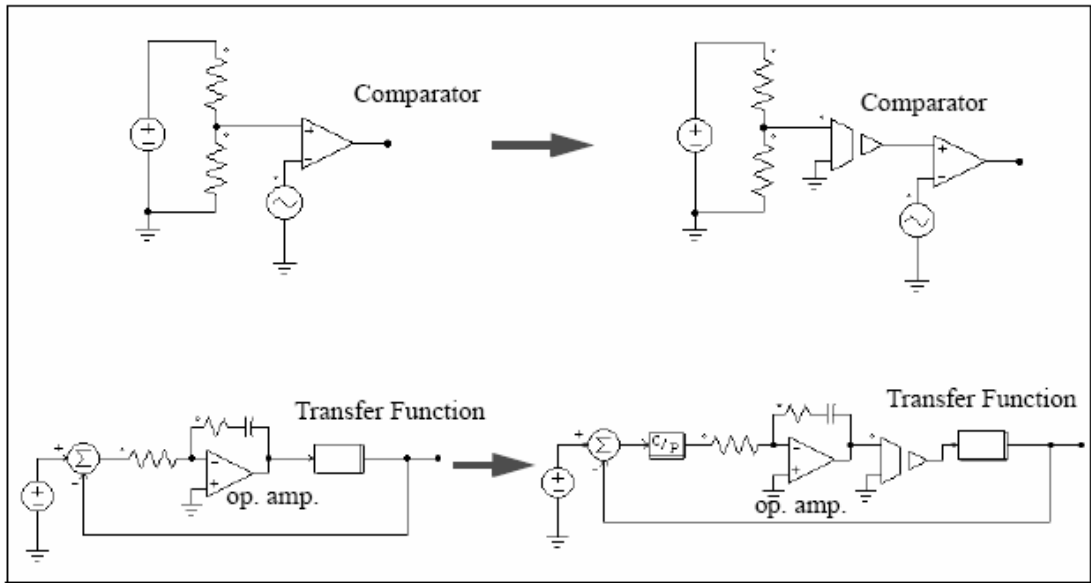 Comparator
Comparator
Transfer Function
Transfer Function
C/P
op. amp.
op. amp.